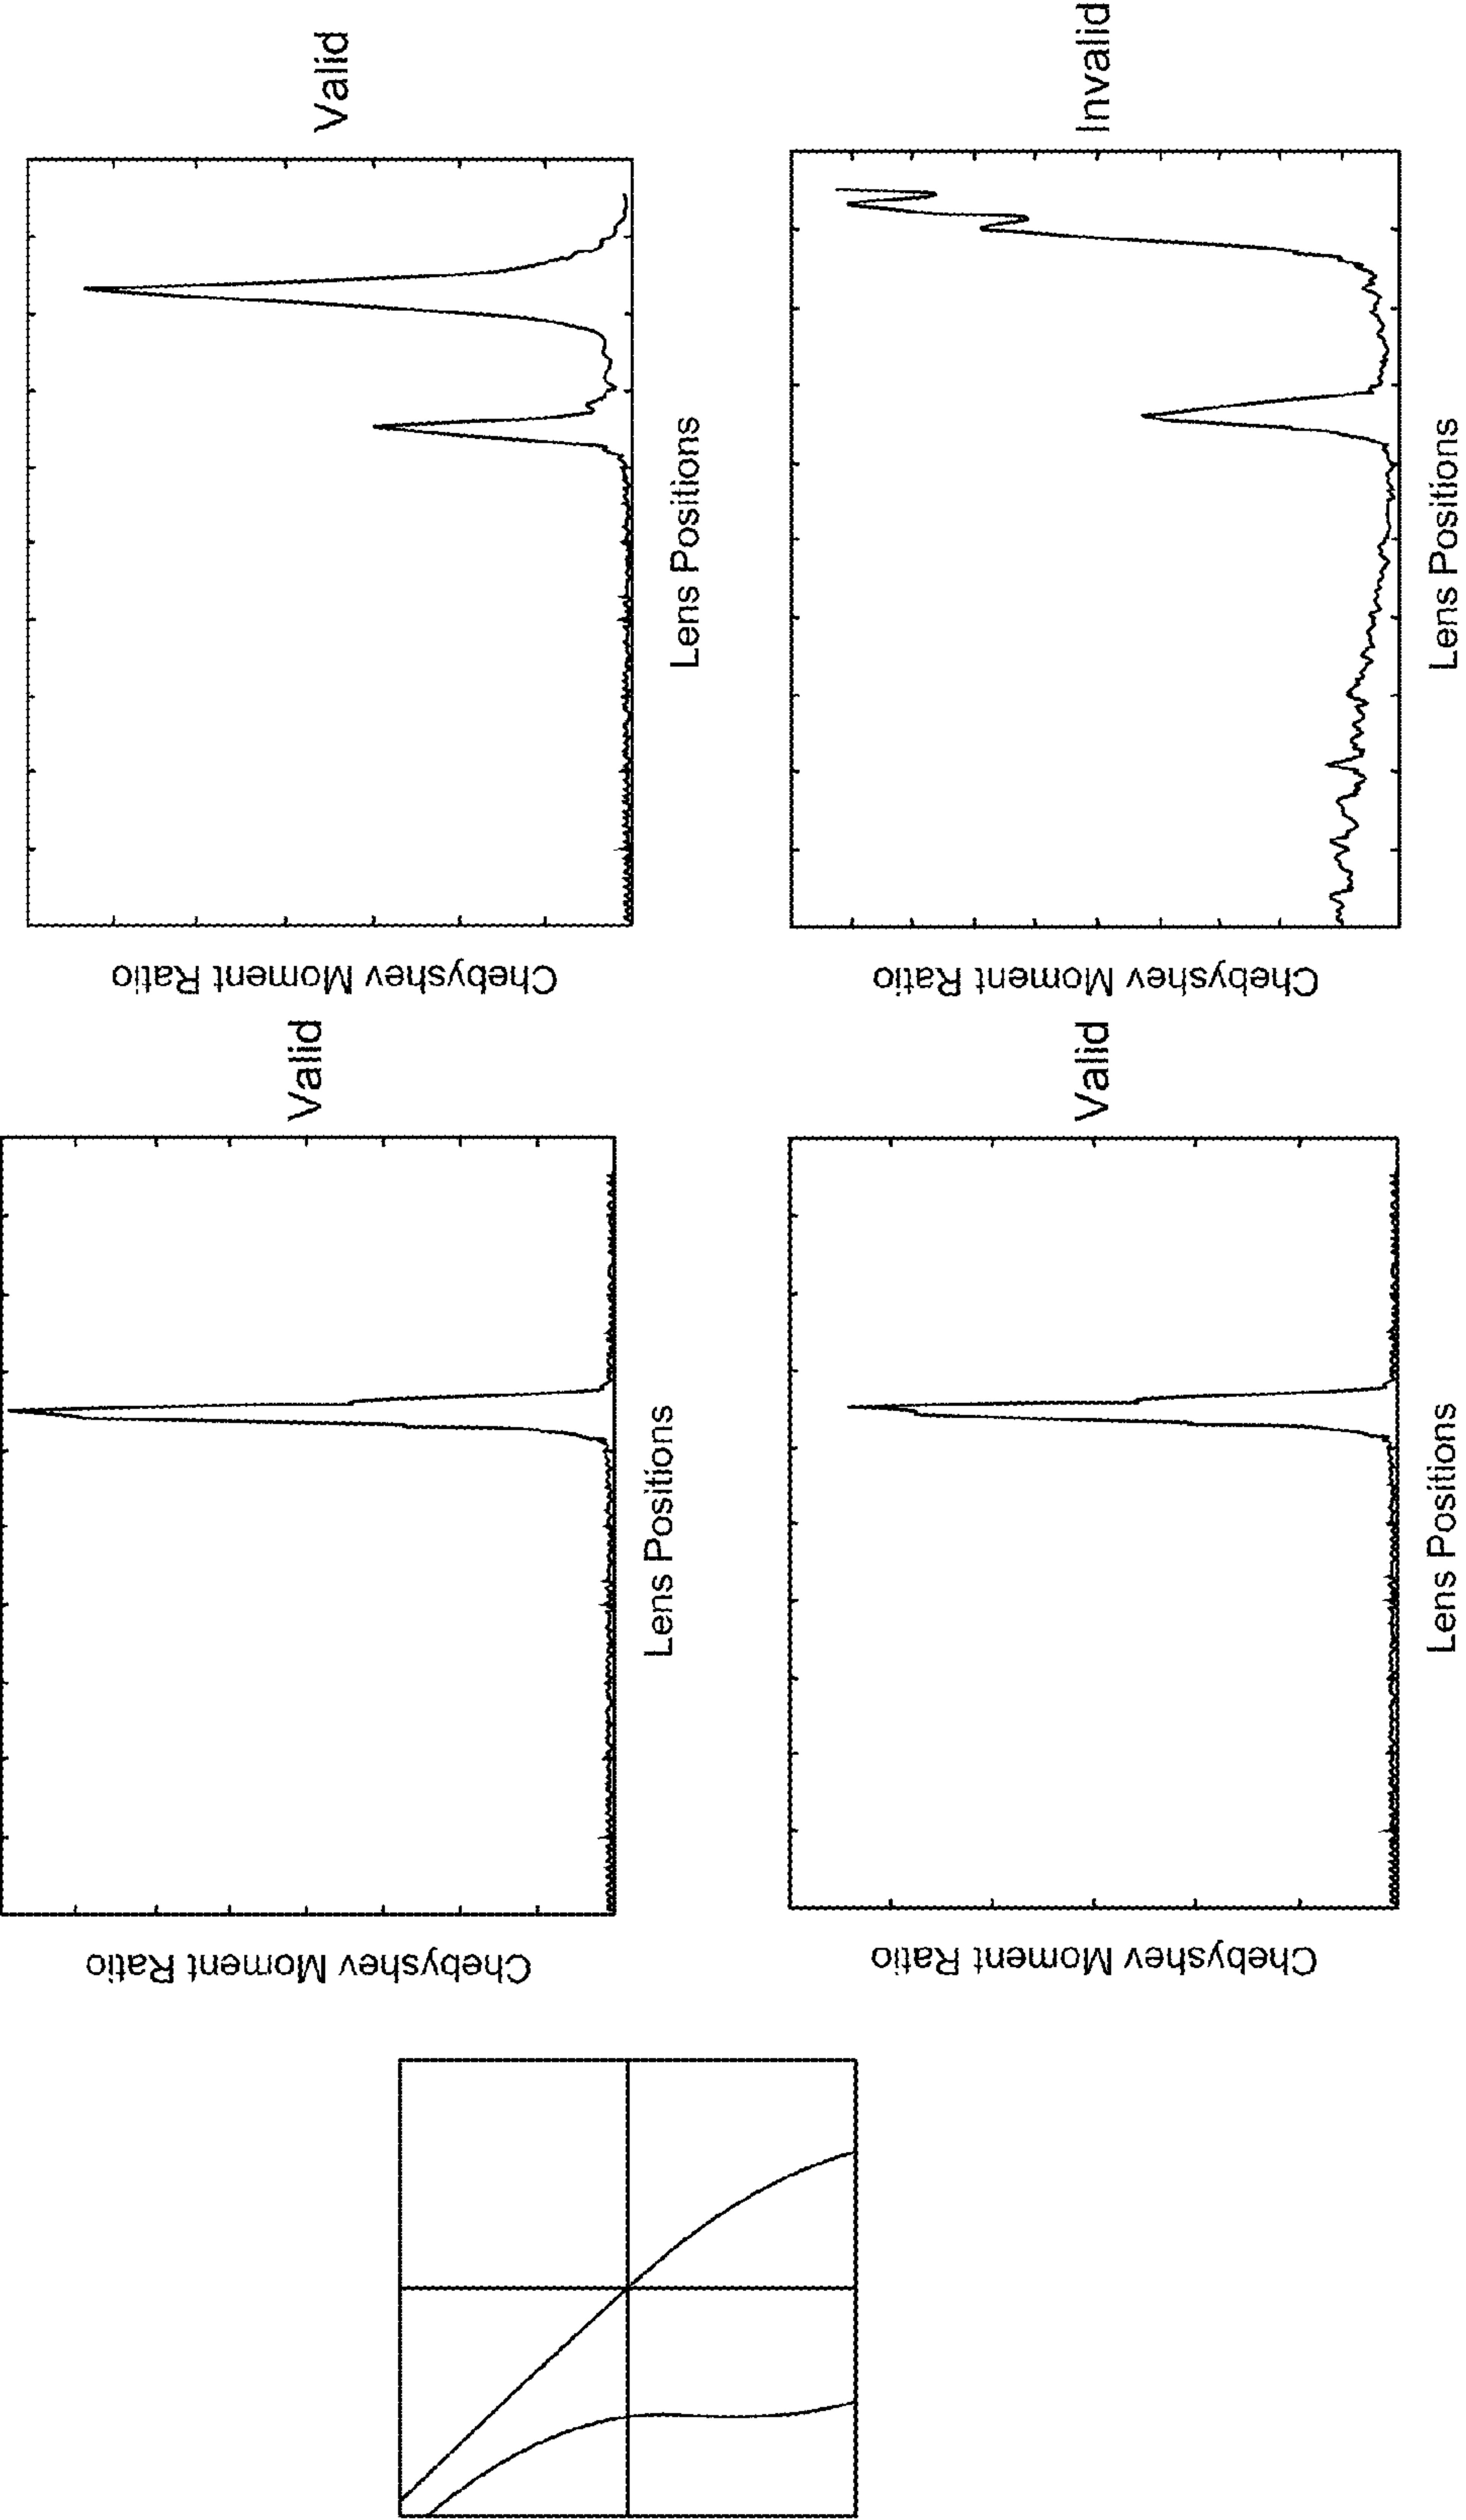 Valid
Chebyshev Moment Ratio
Lens Positions
Valid
Chebyshev Moment Ratio
Lens Positions
Valid
Chebyshev Moment Ratio
Lens Positions
Invalid
Chebyshev Moment Ratio
Lens Positions